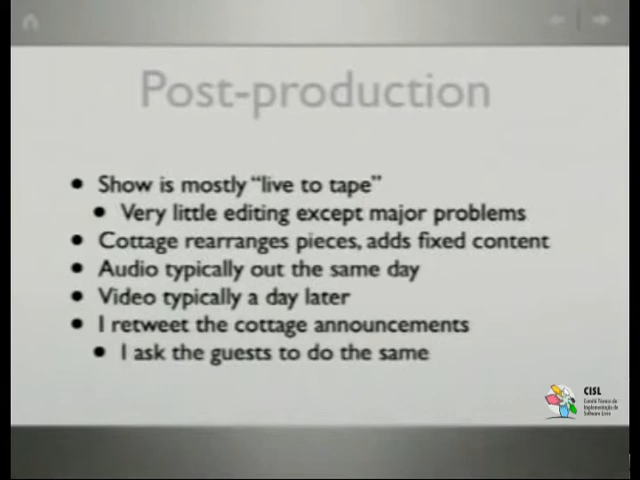 Post-production
• Show is mostly "live to tape"
• Very little editing except major problems
• Cottage rearranges pieces, adds fixed content
• Audio typically out the same day
• Video typically a day later
• I retweet the cottage announcements
• I ask the guests to do the same
CISL
Comitê Técnico de
Implementação de
Software Livre